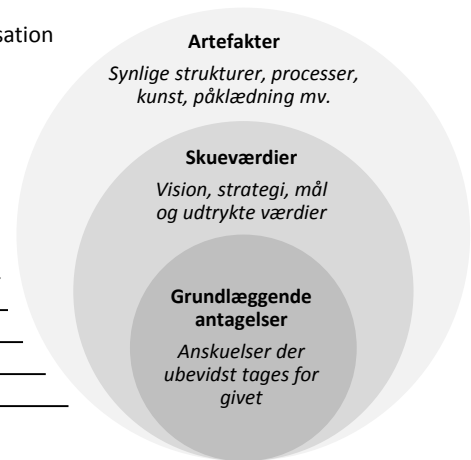 sation
Artefakter
Synlige strukturer, processer,
kunst, påklædning mv.
Skueværdier
Vision, strategi, mål
og udtrykte værdier
Grundlæggende
antagelser
Anskuelser der
ubevidst tages for
givet